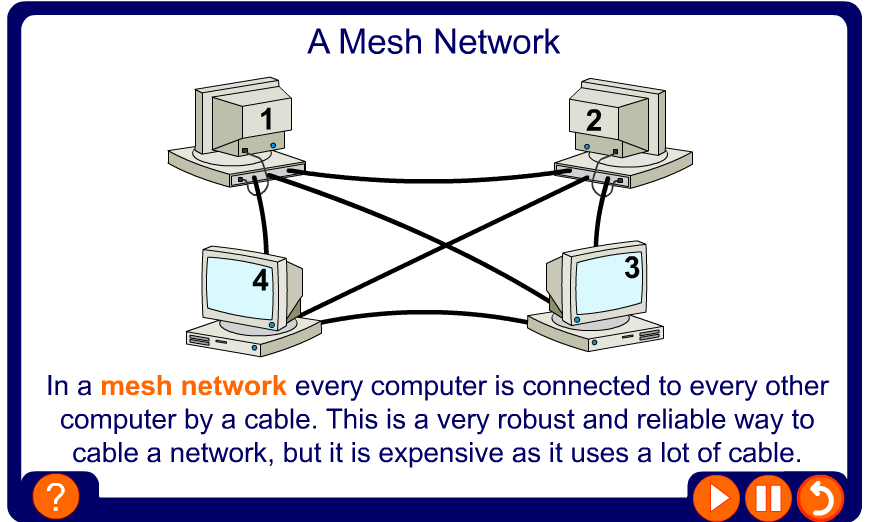 A Mesh Network
1
2
4
3
In a mesh network every computer is connected to every other
computer by a cable. This is a very robust and reliable way to
cable a network, but it is expensive as it uses a lot of cable.
?